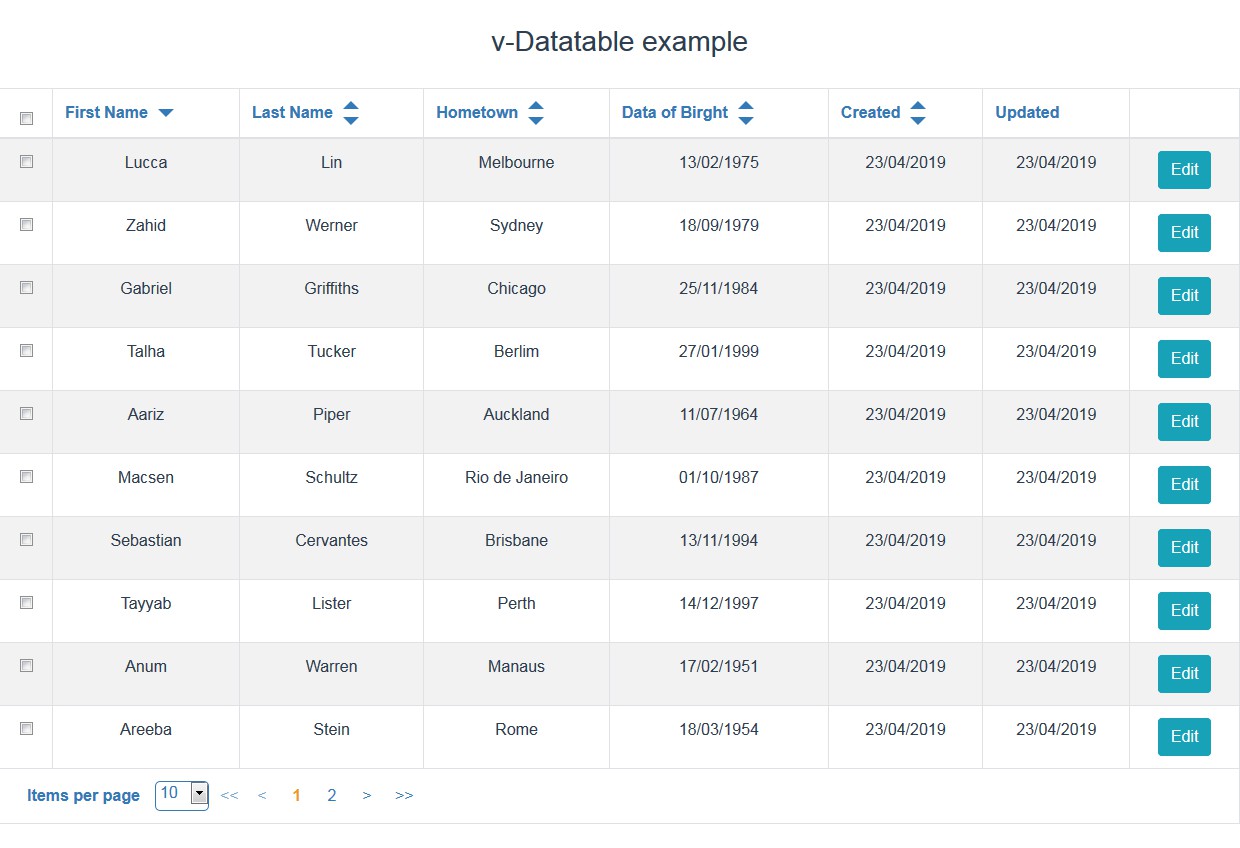 v-Datatable example
First Name Last Name Hometown Data of Birght Created Updated
Lucca Lin Melbourne 13/02/1975 23/04/2019 23/04/2019 Edit
Zahid Werner Sydney 18/09/1979 23/04/2019 23/04/2019 Edit
Gabriel Griffiths Chicago 25/11/1984 23/04/2019 23/04/2019 Edit
Talha Tucker Berlim 27/01/1999 23/04/2019 23/04/2019 Edit
Aariz Piper Auckland 11/07/1964 23/04/2019 23/04/2019 Edit
Macsen Schultz Rio de Janeiro 01/10/1987 23/04/2019 23/04/2019 Edit
Sebastian Cervantes Brisbane 13/11/1994 23/04/2019 23/04/2019 Edit
Tayyab Lister Perth 14/12/1997 23/04/2019 23/04/2019 Edit
Anum Warren Manaus 17/02/1951 23/04/2019 23/04/2019 Edit
Areeba Stein Rome 18/03/1954 23/04/2019 23/04/2019 Edit
Items per page 10 << < 1 2 > >>